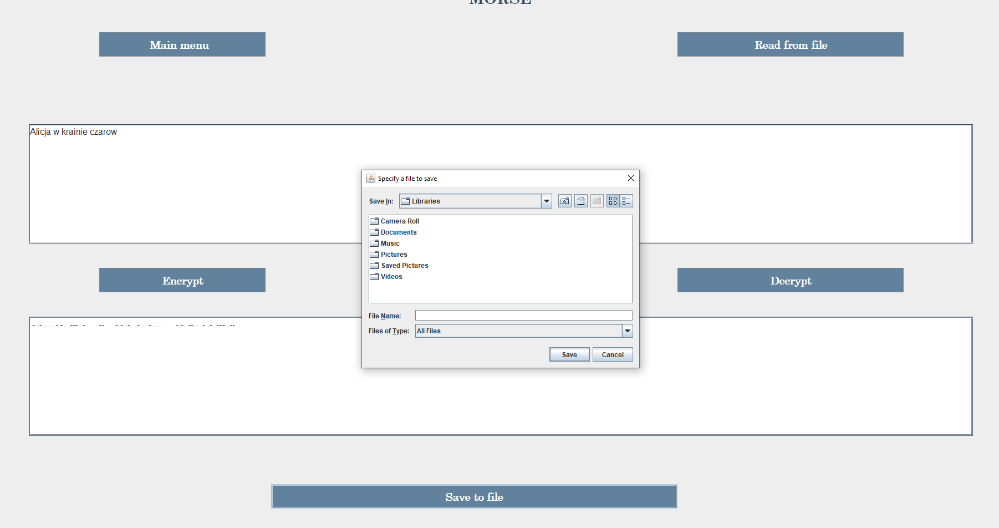 MORSE
Main menu
Read from file
Alicja w krainie czarow
Specify a file to save
Save In: Libraries
Camera Roll
Documents
Music
Pictures
Saved Pictures
Videos
File Name:
Files of Type: All Files
Save Cancel
Encrypt
Decrypt
.- .-.. .. -.-. .--- .-   .--   -.- .-. .- .. -. .. .   -.-. --.. .- .-. --- .--
Save to file